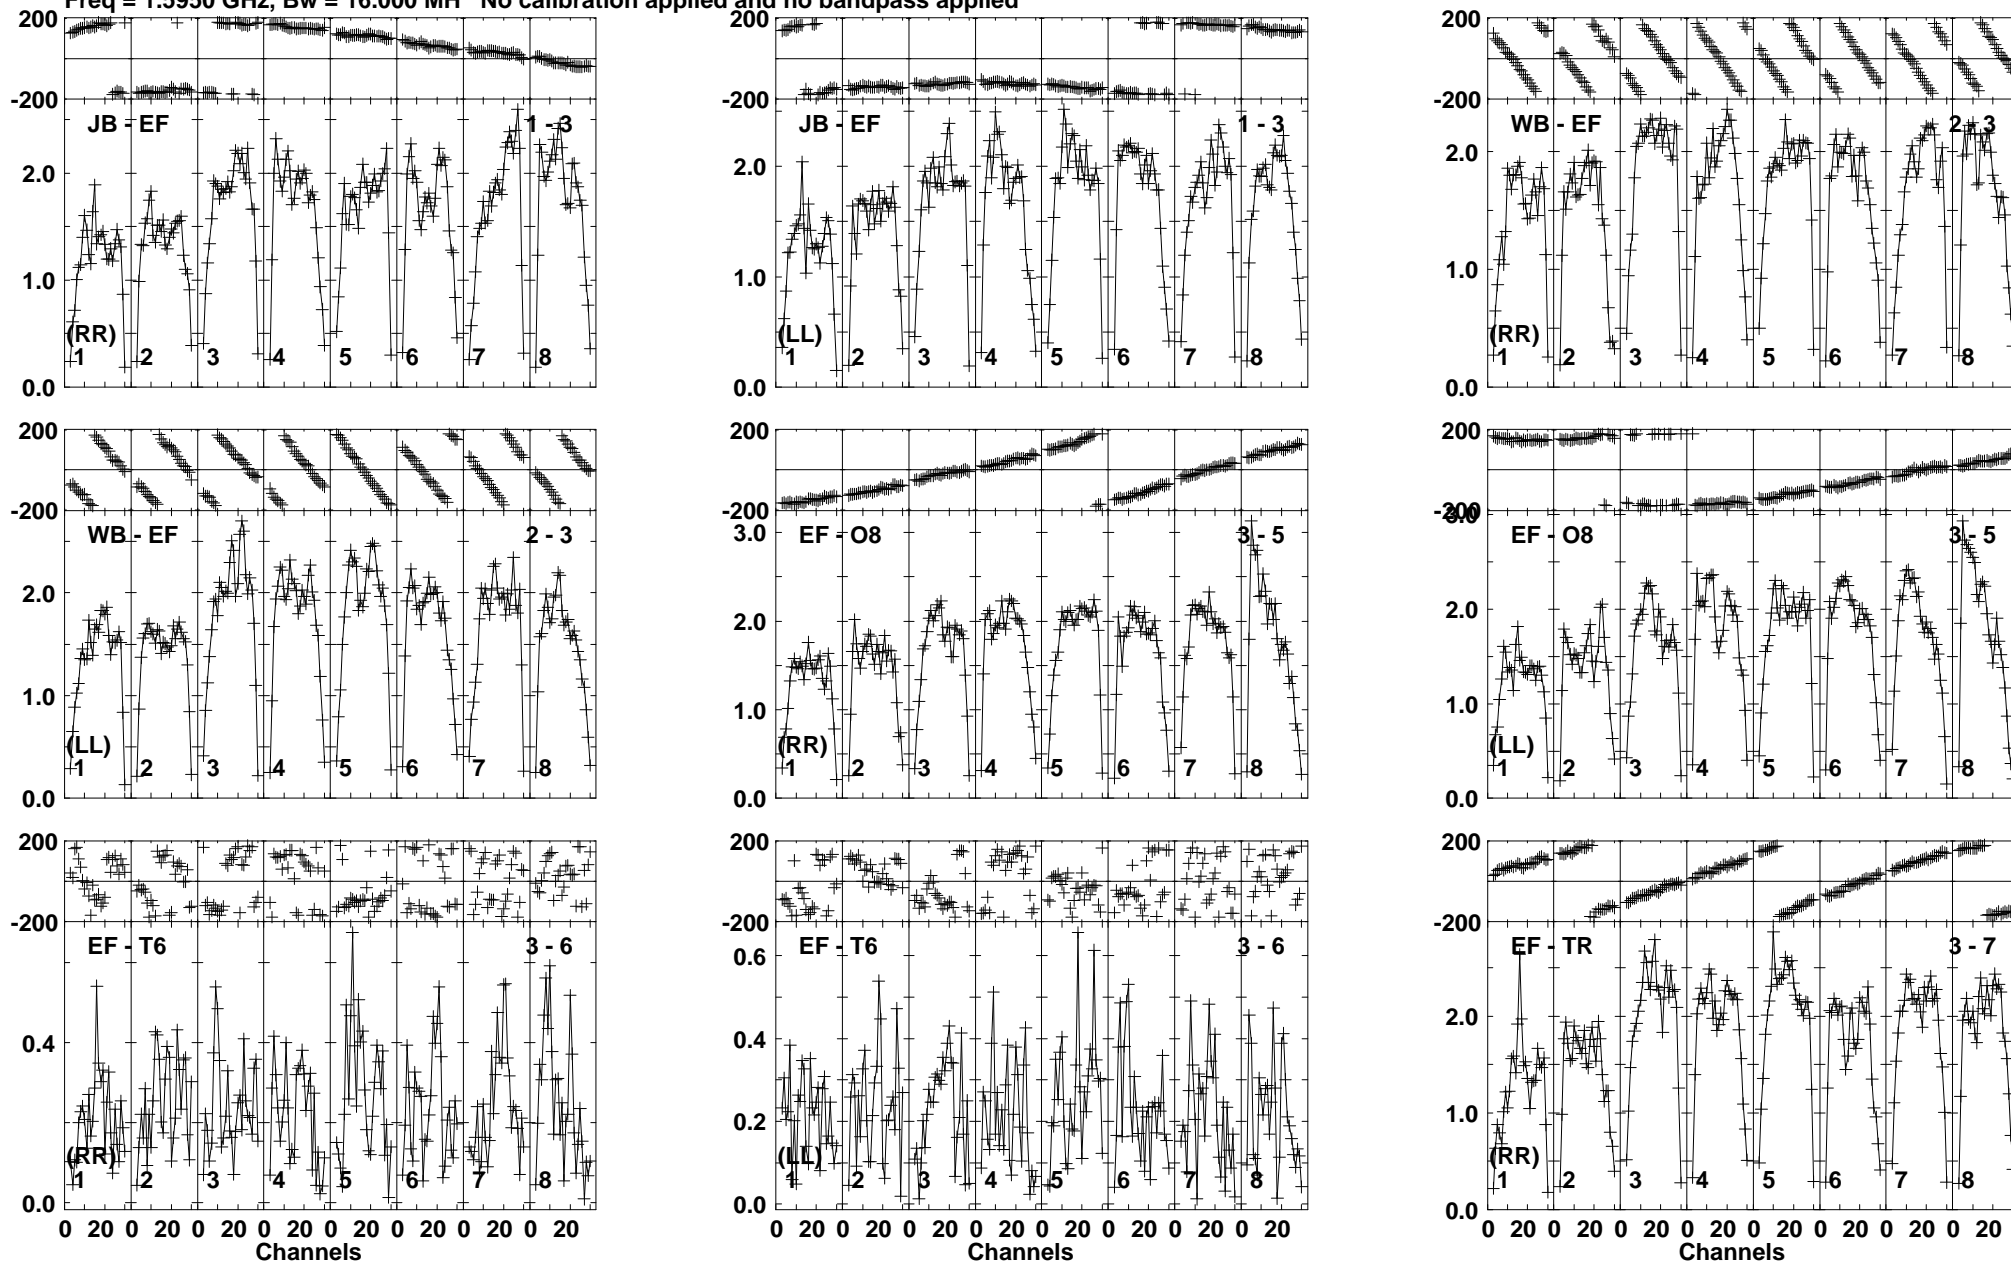 Freq = 1.5950 GHz, Bw = 16.000 MH No calibration applied and no bandpass applied
200 200 200
-200 -200 -200
JB - EF 1 - 3 JB - EF 1 - 3 WB - EF 2 - 3
2.0 2.0 2.0
1.0 1.0 1.0
(RR) (LL) (RR)
1 2 3 4 5 6 7 8 1 2 3 4 5 6 7 8 1 2 3 4 5 6 7 8
0.0 0.0 0.0
200 200 200
-200 -200 -200
3.0 3.0
WB - EF 2 - 3 EF - O8 3 - 5 EF - O8 3 - 5
2.0 2.0 2.0
1.0 1.0 1.0
(LL) (RR) (LL)
1 2 3 4 5 6 7 8 1 2 3 4 5 6 7 8 1 2 3 4 5 6 7 8
0.0 0.0 0.0
200 200 200
-200 -200 -200
EF - T6 3 - 6 EF - T6 3 - 6 EF - TR 3 - 7
0.6
0.4 0.4 2.0
0.2 1.0
(RR) (LL) (RR)
1 2 3 4 5 6 7 8 1 2 3 4 5 6 7 8 1 2 3 4 5 6 7 8
0.0 0.0 0.0
0 20 0 20 0 20 0 20 0 20 0 20 0 20 0 20 0 20 0 20 0 20 0 20 0 20 0 20 0 20 0 20 0 20 0 20 0 20 0 20 0 20 0 20 0 20 0 20
Channels Channels Channels